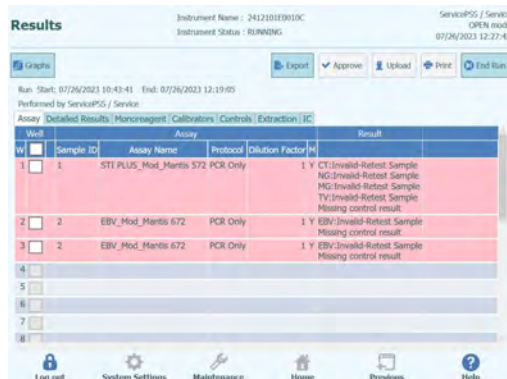 Results
Instrument Name : 2412101EB010C
Instrument Status : RUNNING
ServicePSS / Service
OPEN mode
07/26/2023 12:27:4
Graphs
Export
Approve
Upload
Print
End Run
Run Start: 07/26/2023 10:43:41 End: 07/26/2023 12:19:05
Performed by ServicePSS / Service
Assay Detailed Results Monoreagent Calibrators Controls Extraction IC
Well Assay Result
W Sample ID Assay Name Protocol Dilution Factor M
1 1 STI PLUS_Mod_Mantis 572 PCR Only 1 Y CT:Invalid-Retest Sample
NG:Invalid-Retest Sample
MG:Invalid-Retest Sample
TV:Invalid-Retest Sample
Missing control result
2 2 EBV_Mod_Mantis 672 PCR Only 1 Y EBV:Invalid-Retest Sample
Missing control result
3 2 EBV_Mod_Mantis 672 PCR Only 1 Y EBV:Invalid-Retest Sample
Missing control result
4
5
6
7
8
Log out
System Settings
Maintenance
Home
Previous
Help